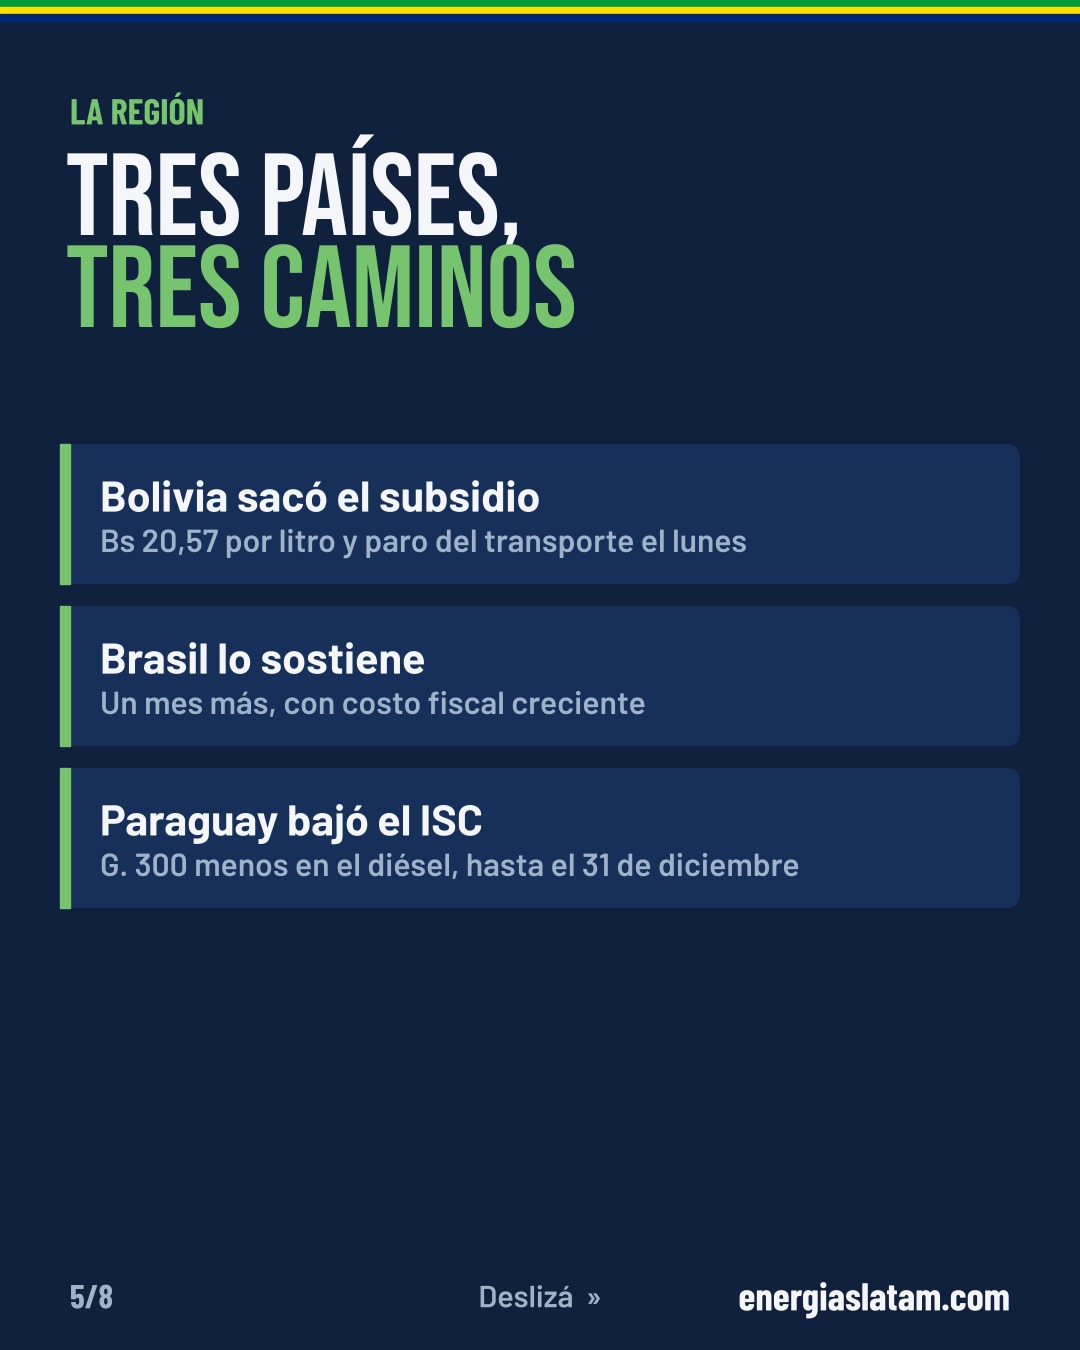 LA REGIÓN
TRES PAÍSES,
TRES CAMINOS
Bolivia sacó el subsidio
Bs 20,57 por litro y paro del transporte el lunes
Brasil lo sostiene
Un mes más, con costo fiscal creciente
Paraguay bajó el ISC
G. 300 menos en el diésel, hasta el 31 de diciembre
5/8
Deslizá »
energiaslatam.com